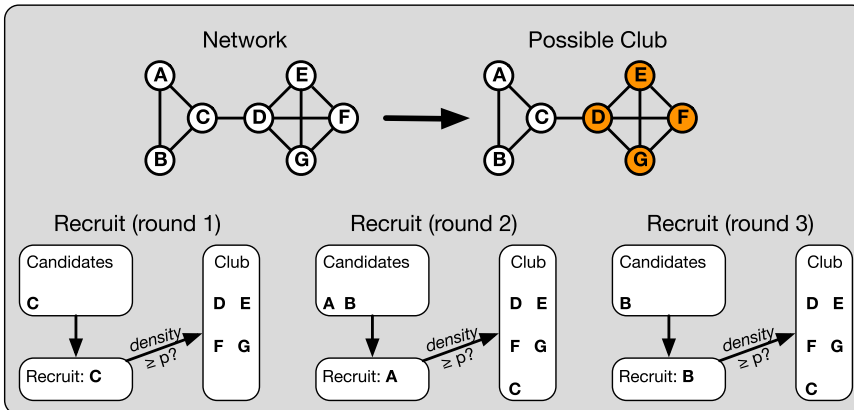 Network
Possible Club
A
E
C
D
F
B
G
A
E
C
D
F
B
G
Recruit (round 1)
Recruit (round 2)
Recruit (round 3)
Candidates
C
Club
D E
F G
density
≥ p?
Recruit: C
Candidates
A B
Club
D E
F G
C
density
≥ p?
Recruit: A
Candidates
B
Club
D E
F G
C
density
≥ p?
Recruit: B